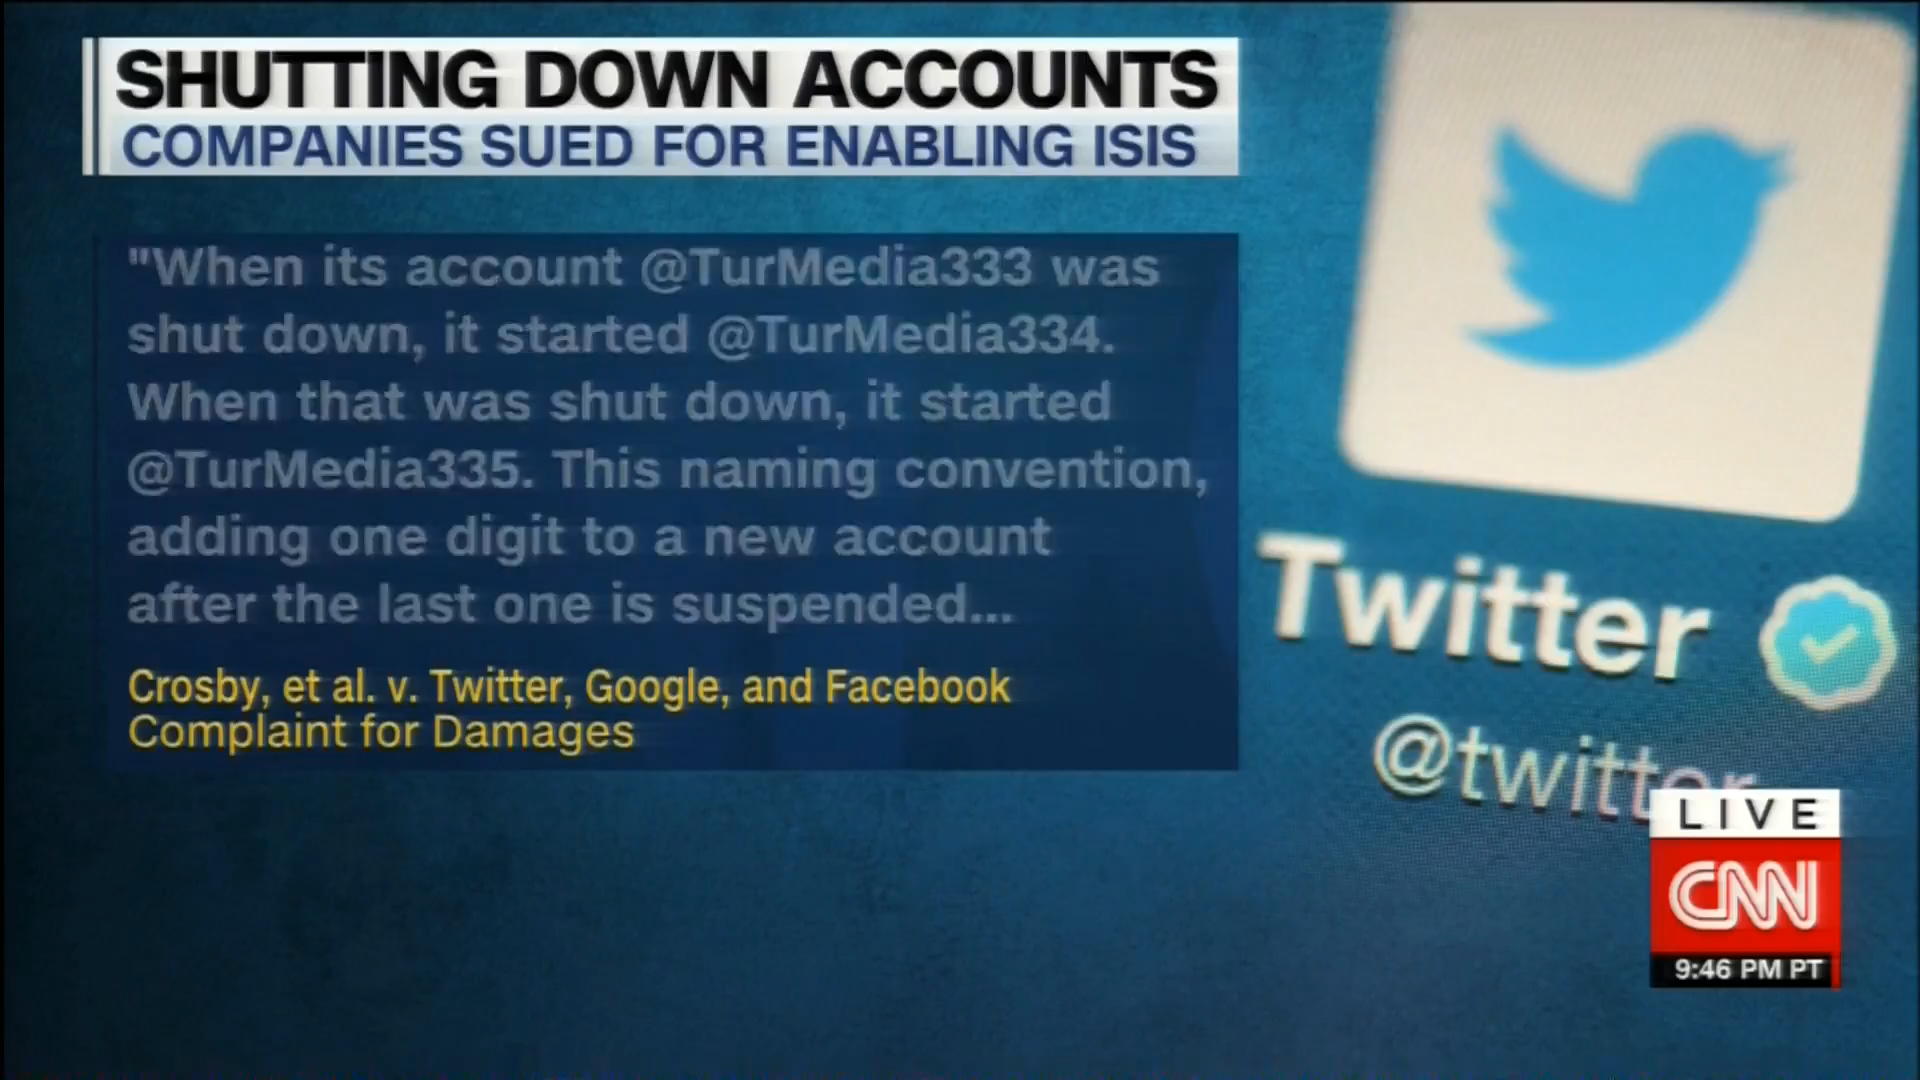 SHUTTING DOWN ACCOUNTS
COMPANIES SUED FOR ENABLING ISIS
"When its account @TurMedia333 was
shut down, it started @TurMedia334.
When that was shut down, it started
@TurMedia335. This naming convention,
adding one digit to a new account
after the last one is suspended...
Crosby, et al. v. Twitter, Google, and Facebook
Complaint for Damages
Twitter
@twitter
LIVE
CNN
9:46 PM PT